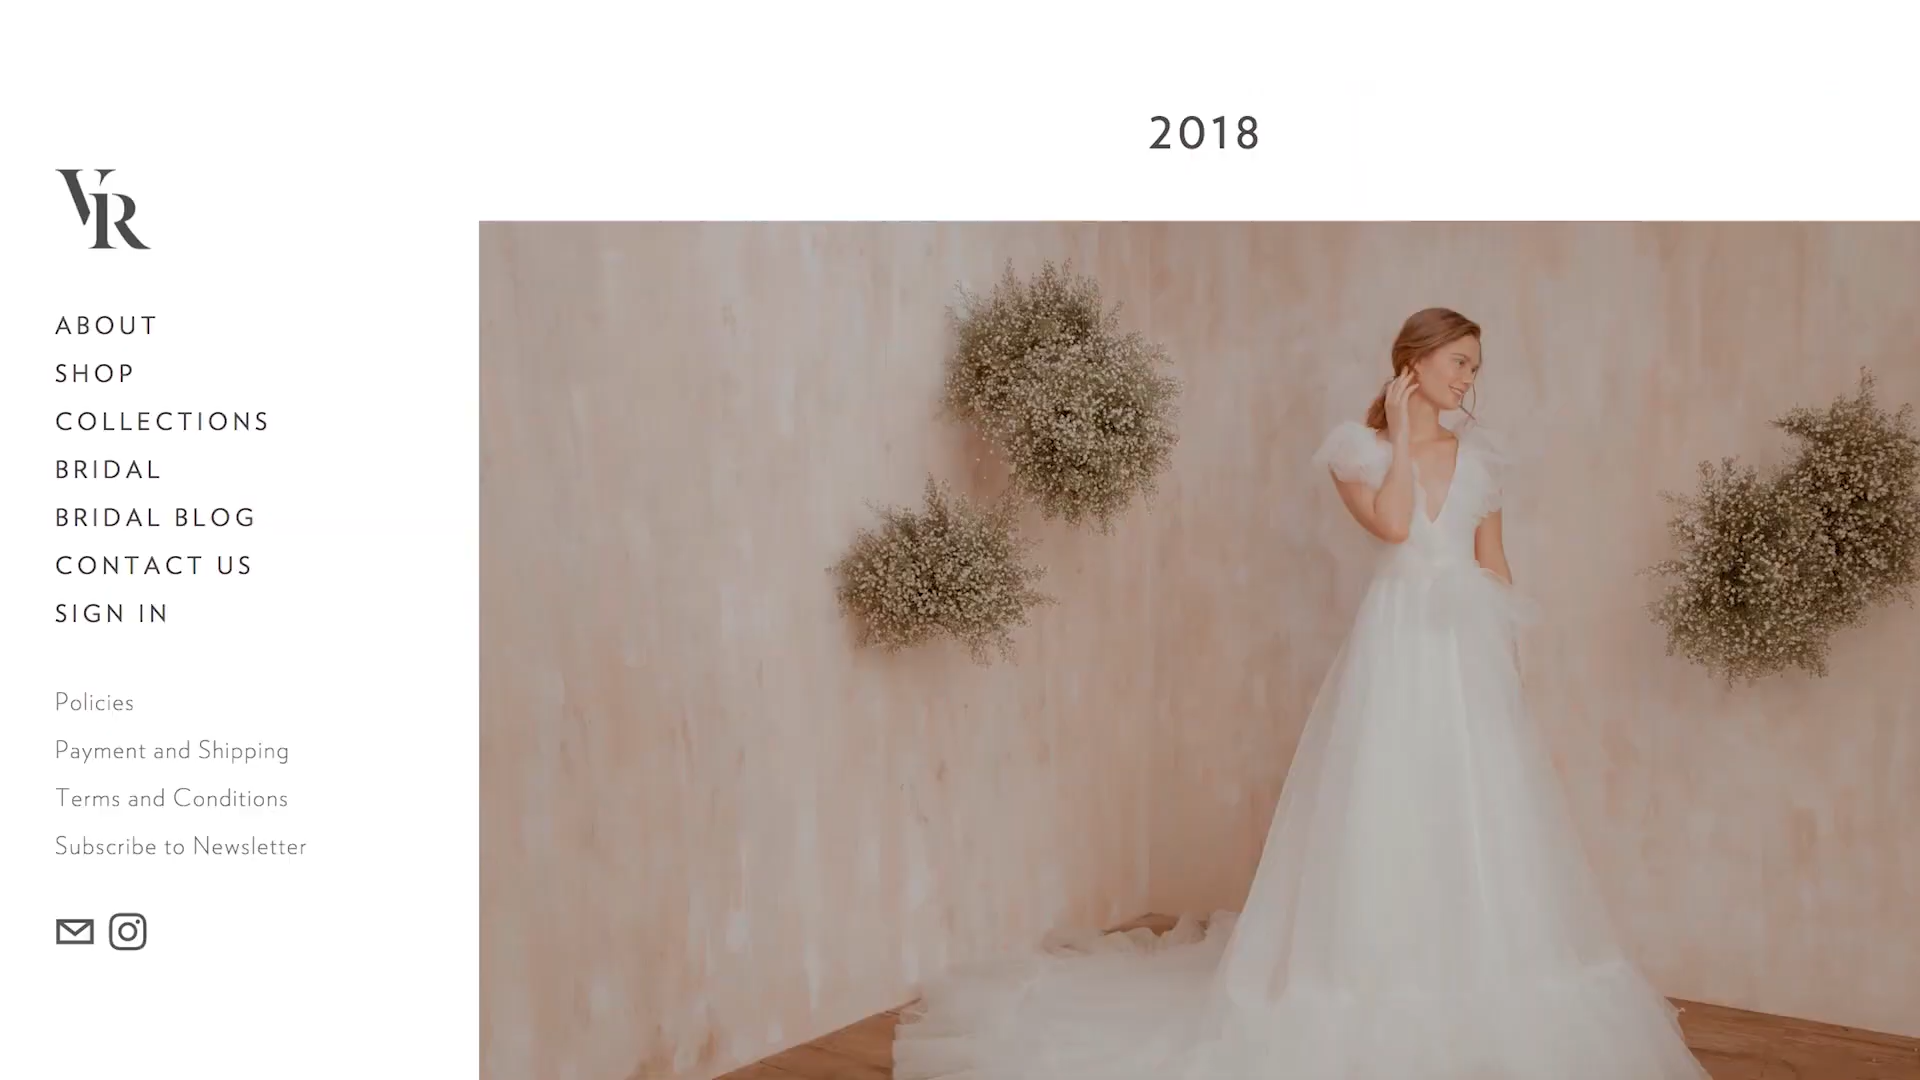 VR
ABOUT
SHOP
COLLECTIONS
BRIDAL
BRIDAL BLOG
CONTACT US
SIGN IN
Policies
Payment and Shipping
Terms and Conditions
Subscribe to Newsletter
2018